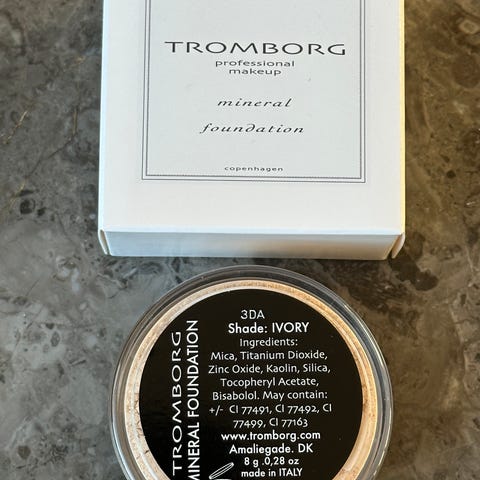 TROMBORG
professional
makeup
mineral
foundation
copenhagen
TROMBORG
MINERAL FOUNDATION
3DA
Shade: IVORY
Ingredients:
Mica, Titanium Dioxide,
Zinc Oxide, Kaolin, Silica,
Tocopheryl Acetate,
Bisabolol. May contain:
+/- CI 77491, CI 77492, CI
77499, CI 77163
www.tromborg.com
Amaliegade. DK
8 g .0,28 oz
made in ITALY